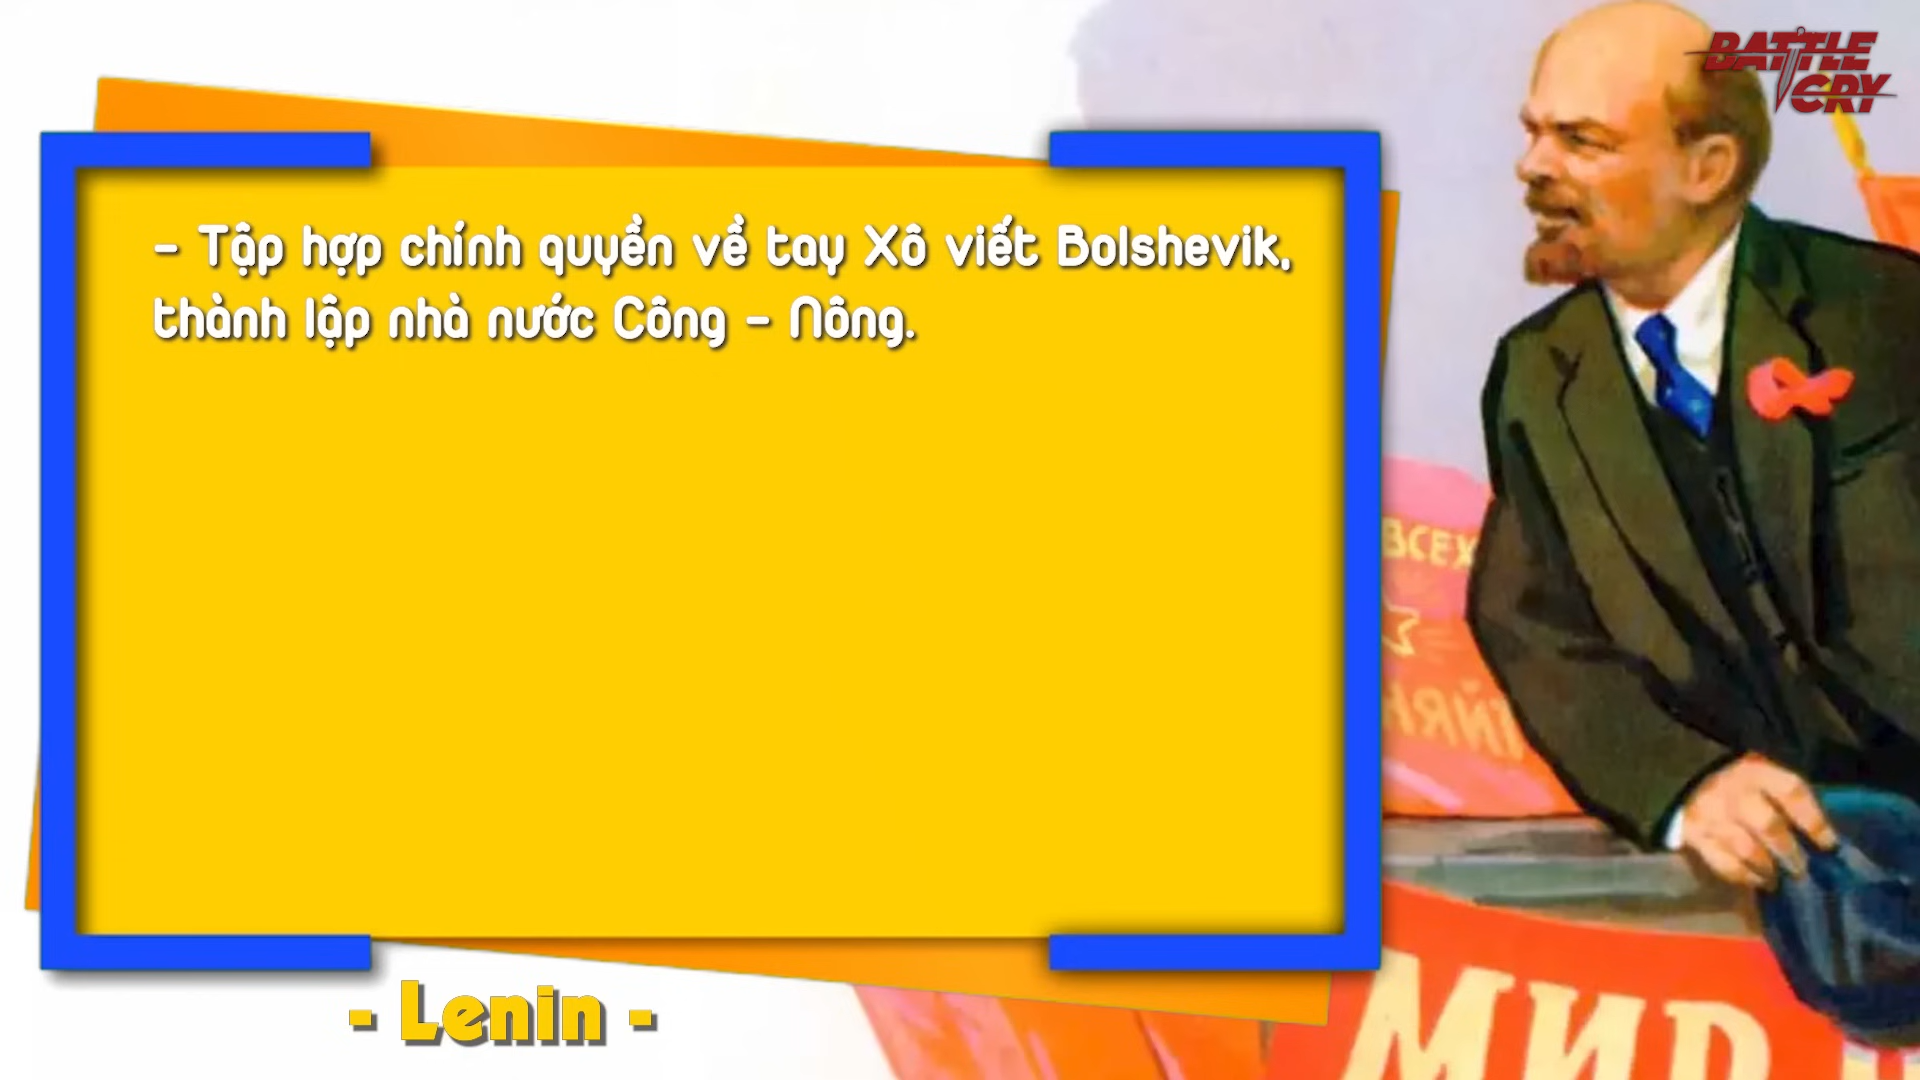 BATTLE
CRY
- Tập hợp chính quyền về tay Xô viết Bolshevik,
thành lập nhà nước Công - Nông.
ВСЕХ
МИР
- Lenin -